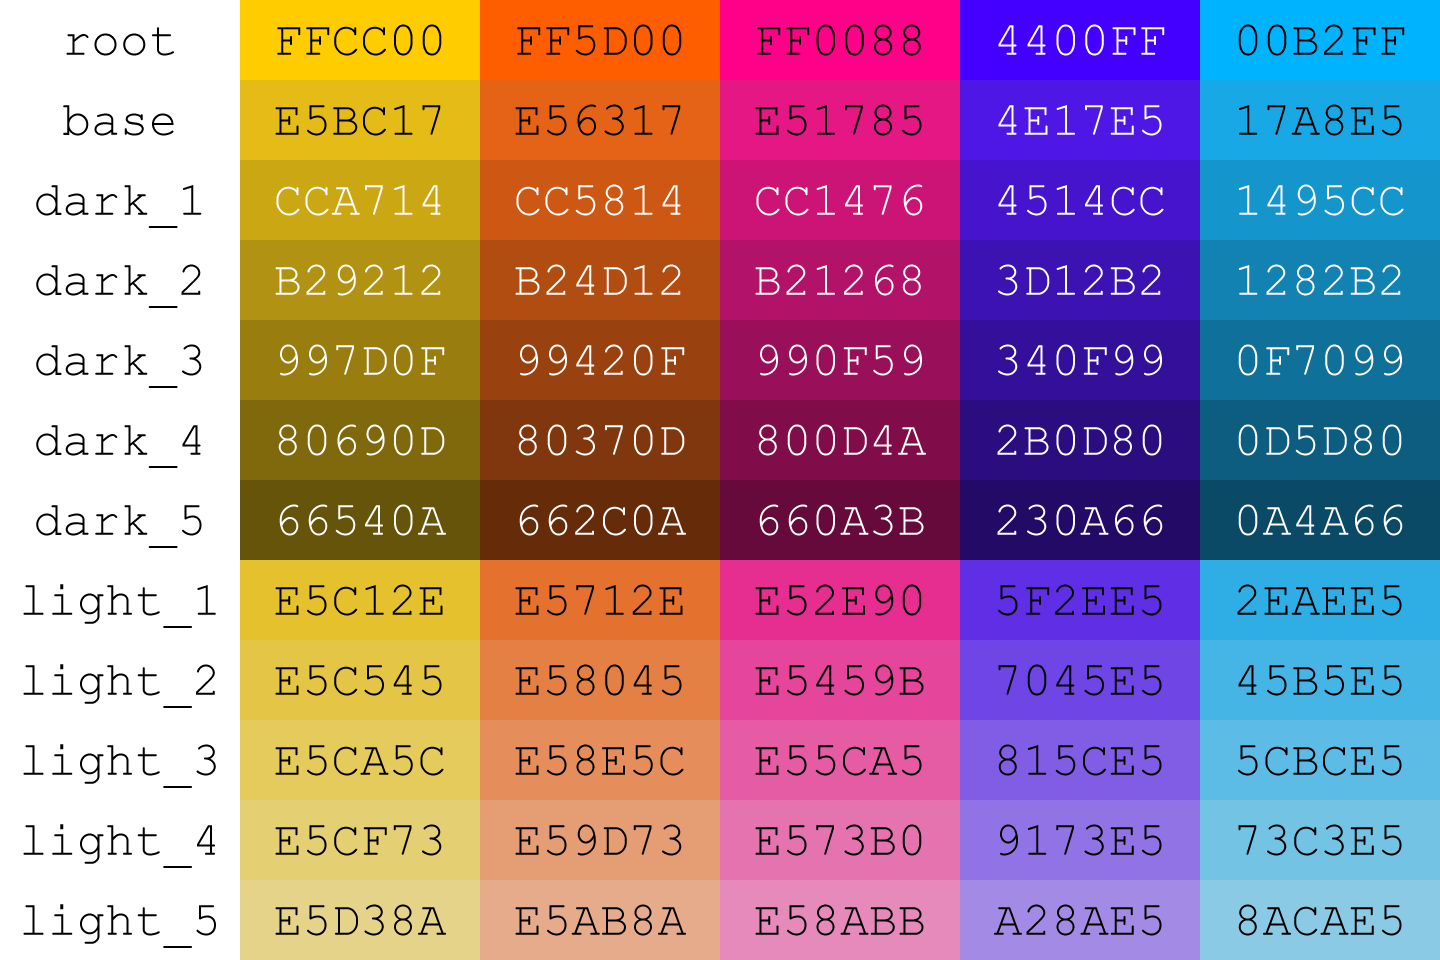 root FFCC00 FF5D00 FF0088 4400FF 00B2FF
base E5BC17 E56317 E51785 4E17E5 17A8E5
dark_1 CCA714 CC5814 CC1476 4514CC 1495CC
dark_2 B29212 B24D12 B21268 3D12B2 1282B2
dark_3 997D0F 99420F 990F59 340F99 0F7099
dark_4 80690D 80370D 800D4A 2B0D80 0D5D80
dark_5 66540A 662C0A 660A3B 230A66 0A4A66
light_1 E5C12E E5712E E52E90 5F2EE5 2EAEE5
light_2 E5C545 E58045 E5459B 7045E5 45B5E5
light_3 E5CA5C E58E5C E55CA5 815CE5 5CBCE5
light_4 E5CF73 E59D73 E573B0 9173E5 73C3E5
light_5 E5D38A E5AB8A E58ABB A28AE5 8ACAE5